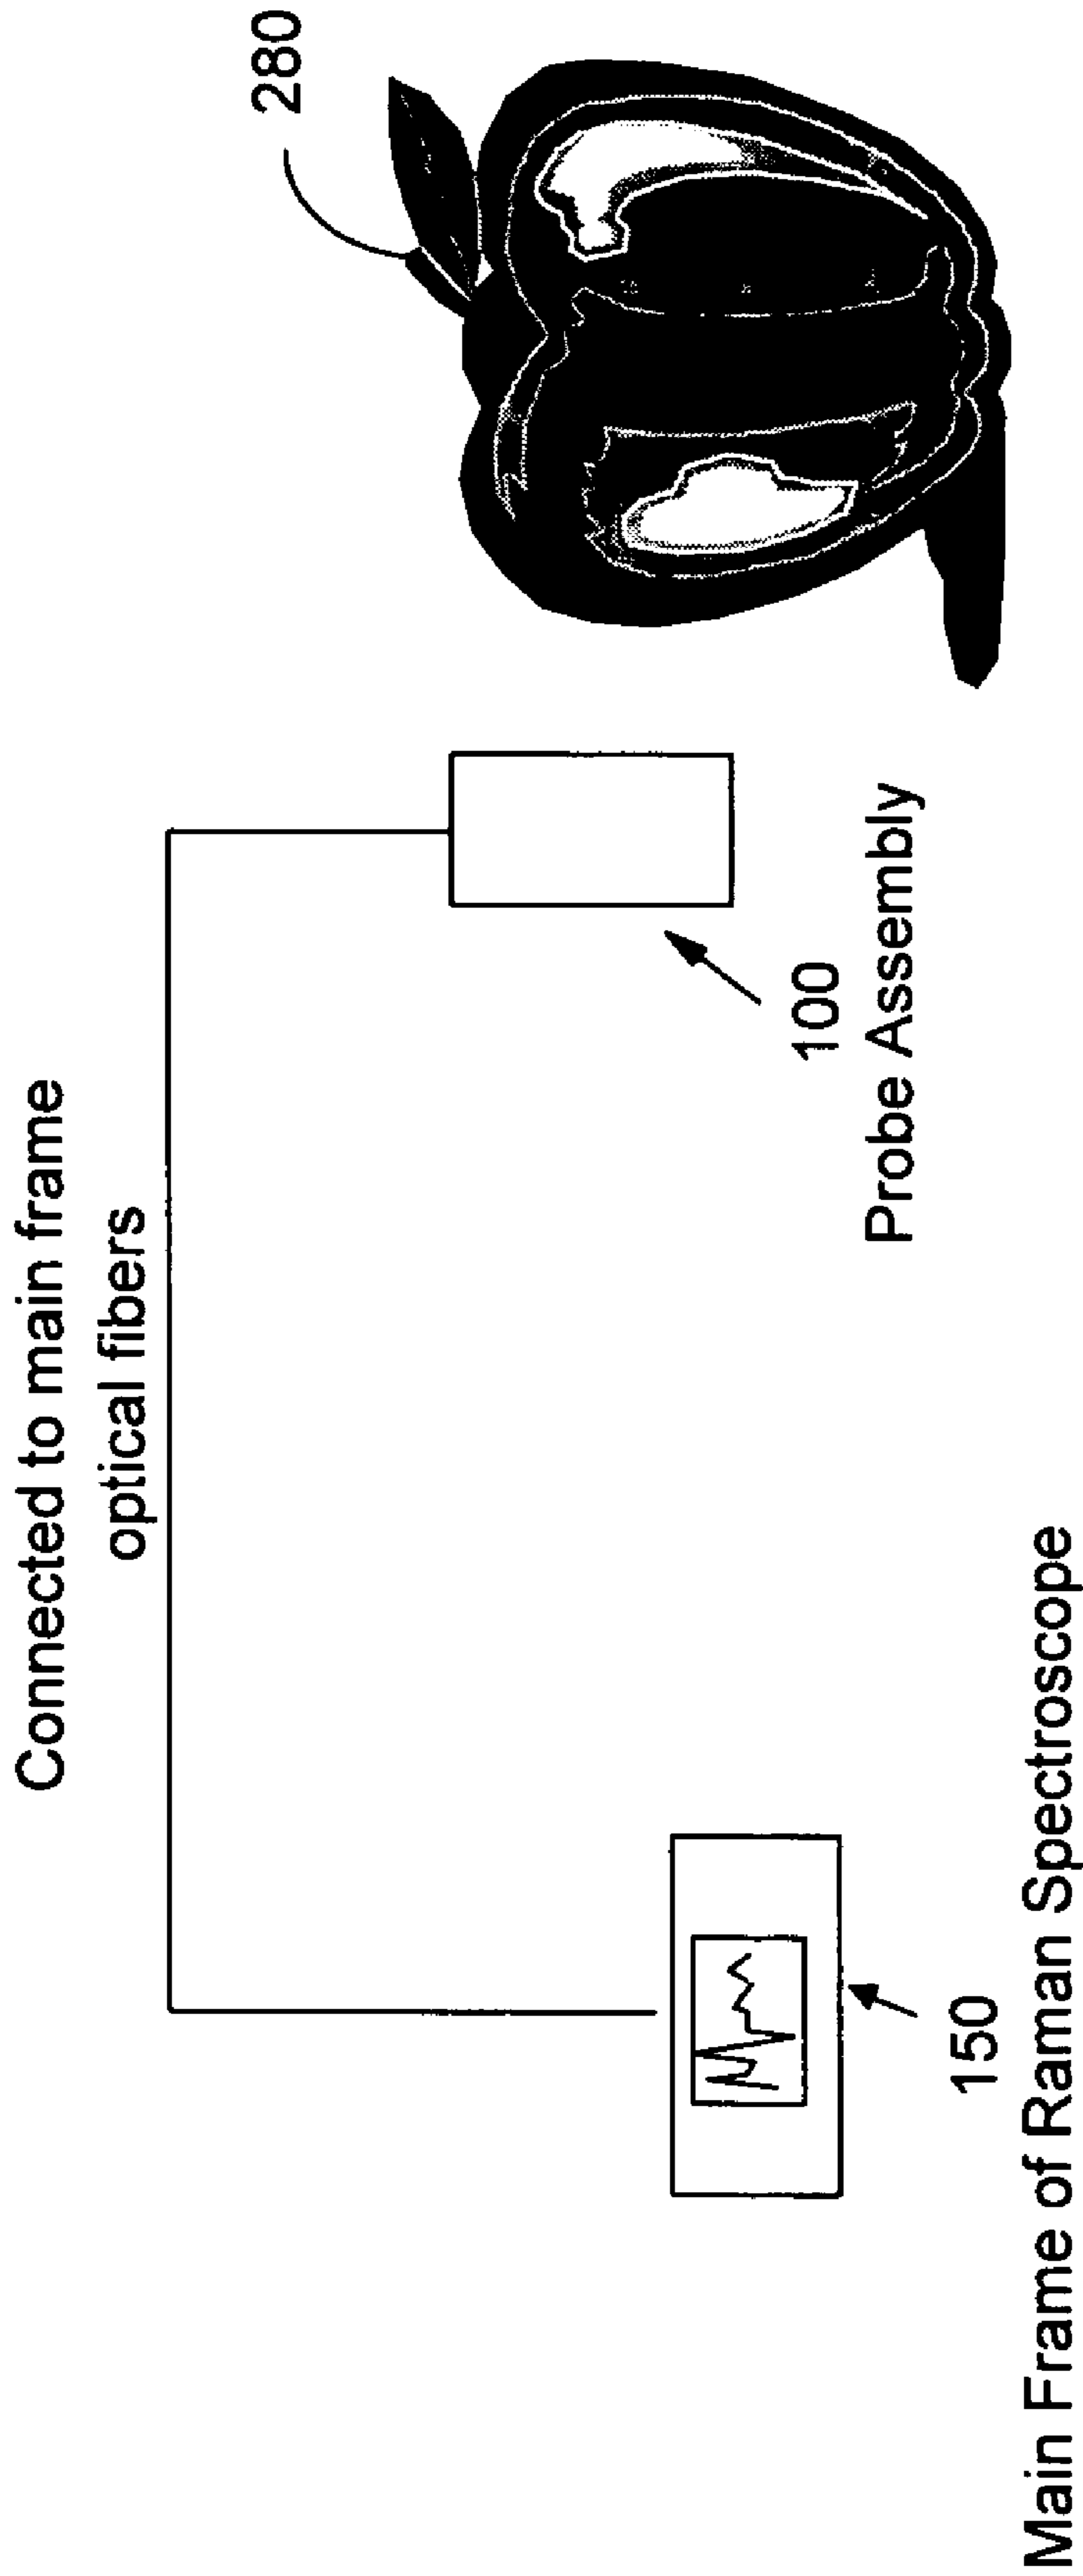 Connected to main frame
optical fibers
280
100
Probe Assembly
150
Main Frame of Raman Spectroscope